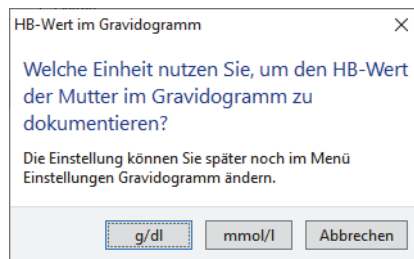 HB-Wert im Gravidogramm
Welche Einheit nutzen Sie, um den HB-Wert
der Mutter im Gravidogramm zu
dokumentieren?
Die Einstellung können Sie später noch im Menü
Einstellungen Gravidogramm ändern.
g/dl mmol/l Abbrechen